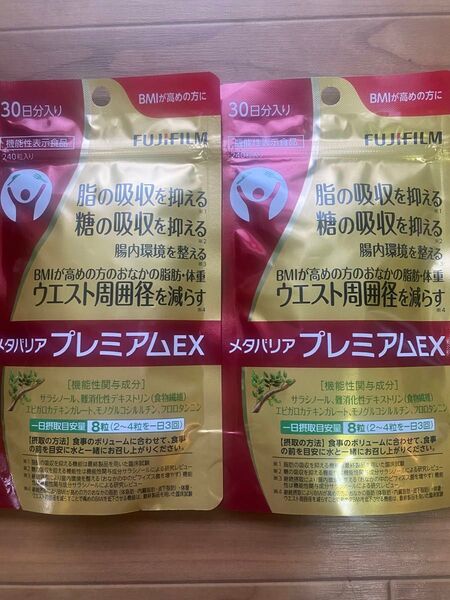 BMIが高めの方に
30日分入り
機能性表示食品
240粒入り
FUJIFILM
脂の吸収を抑える
※1
糖の吸収を抑える
※2
腸内環境を整える
※3
BMIが高めの方のおなかの脂肪・体重
ウエスト周囲径を減らす
※4
メタバリア プレミアムEX
[機能性関与成分]
サラシノール、難消化性デキストリン(食物繊維)
エピガロカテキンガレート、モノグルコシルルチン、フロロタンニン
一日摂取目安量 8粒(2~4粒を一日3回)
[摂取の方法] 食事のボリュームに合わせて、食事
の前を目安に水と一緒にお召し上がりください。
BMIが高めの方に
30日分入り
機能性表示食品
FUJIFILM
脂の吸収を抑える
※1
糖の吸収を抑える
※2
腸内環境を整える
※3
BMIが高めの方のおなかの脂肪・体重
ウエスト周囲径を減らす
※4
メタバリア プレミアムEX
[機能性関与成分]
サラシノール、難消化性デキストリン(食物繊維)
エピガロカテキンガレート、モノグルコシルルチン、フロロタンニン
一日摂取目安量 8粒(2~4粒を一日3回)
[摂取の方法] 食事のボリュームに合わせて、食事
の前を目安に水と一緒にお召し上がりください。